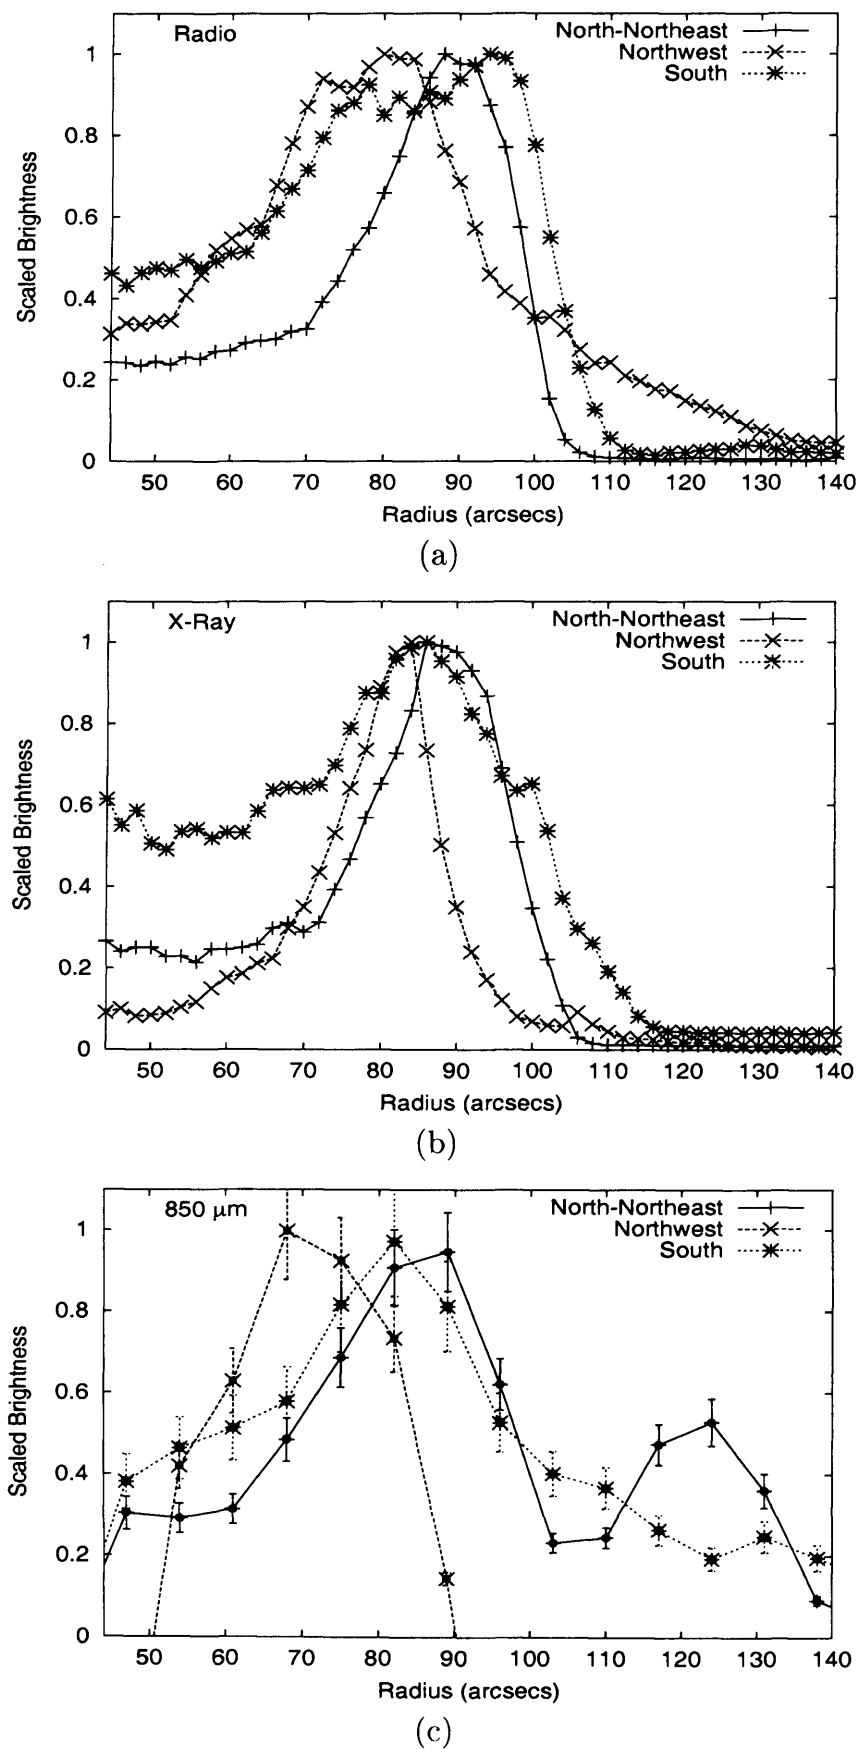 Radio
North-Northeast
Northwest
South
Scaled Brightness
1
0.8
0.6
0.4
0.2
0
50 60 70 80 90 100 110 120 130 140
Radius (arcsecs)
(a)
X-Ray
North-Northeast
Northwest
South
Scaled Brightness
1
0.8
0.6
0.4
0.2
0
50 60 70 80 90 100 110 120 130 140
Radius (arcsecs)
(b)
850 μm
North-Northeast
Northwest
South
Scaled Brightness
1
0.8
0.6
0.4
0.2
0
50 60 70 80 90 100 110 120 130 140
Radius (arcsecs)
(c)